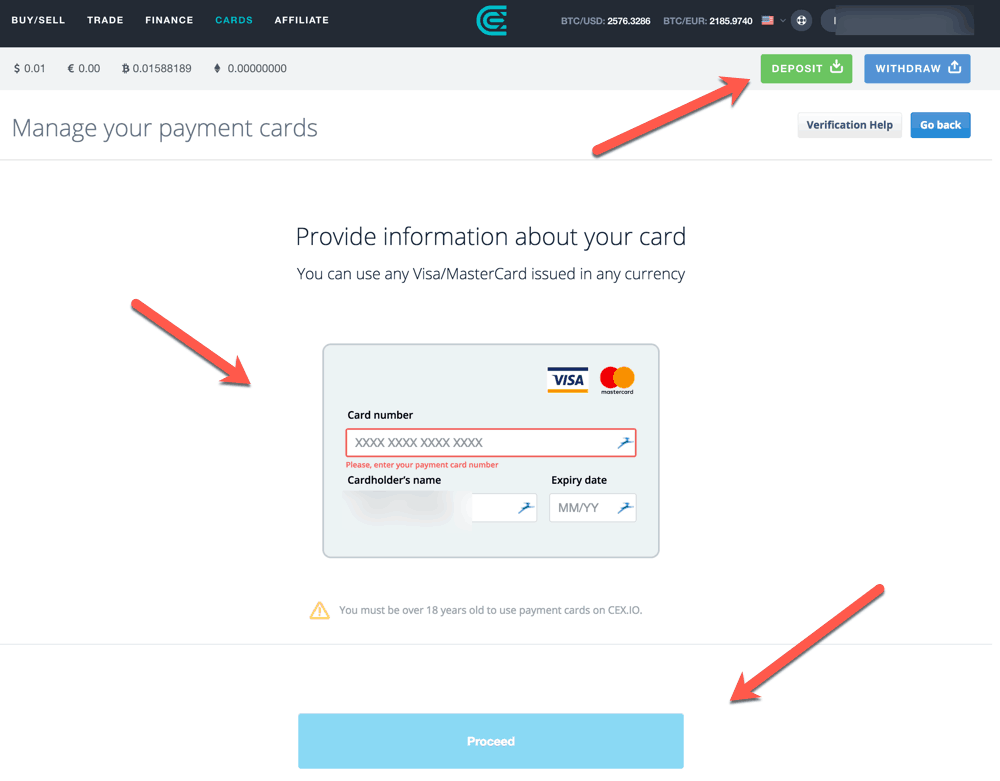 BUY/SELL TRADE FINANCE CARDS AFFILIATE BTC/USD: 2576.3286 BTC/EUR: 2185.9740
$ 0.01 € 0.00 ₿ 0.01588189 ♦ 0.00000000 DEPOSIT WITHDRAW
Manage your payment cards Verification Help Go back
Provide information about your card
You can use any Visa/MasterCard issued in any currency
VISA mastercard
Card number
XXXX XXXX XXXX XXXX
Please, enter your payment card number
Cardholder's name Expiry date
MM/YY
You must be over 18 years old to use payment cards on CEX.IO.
Proceed